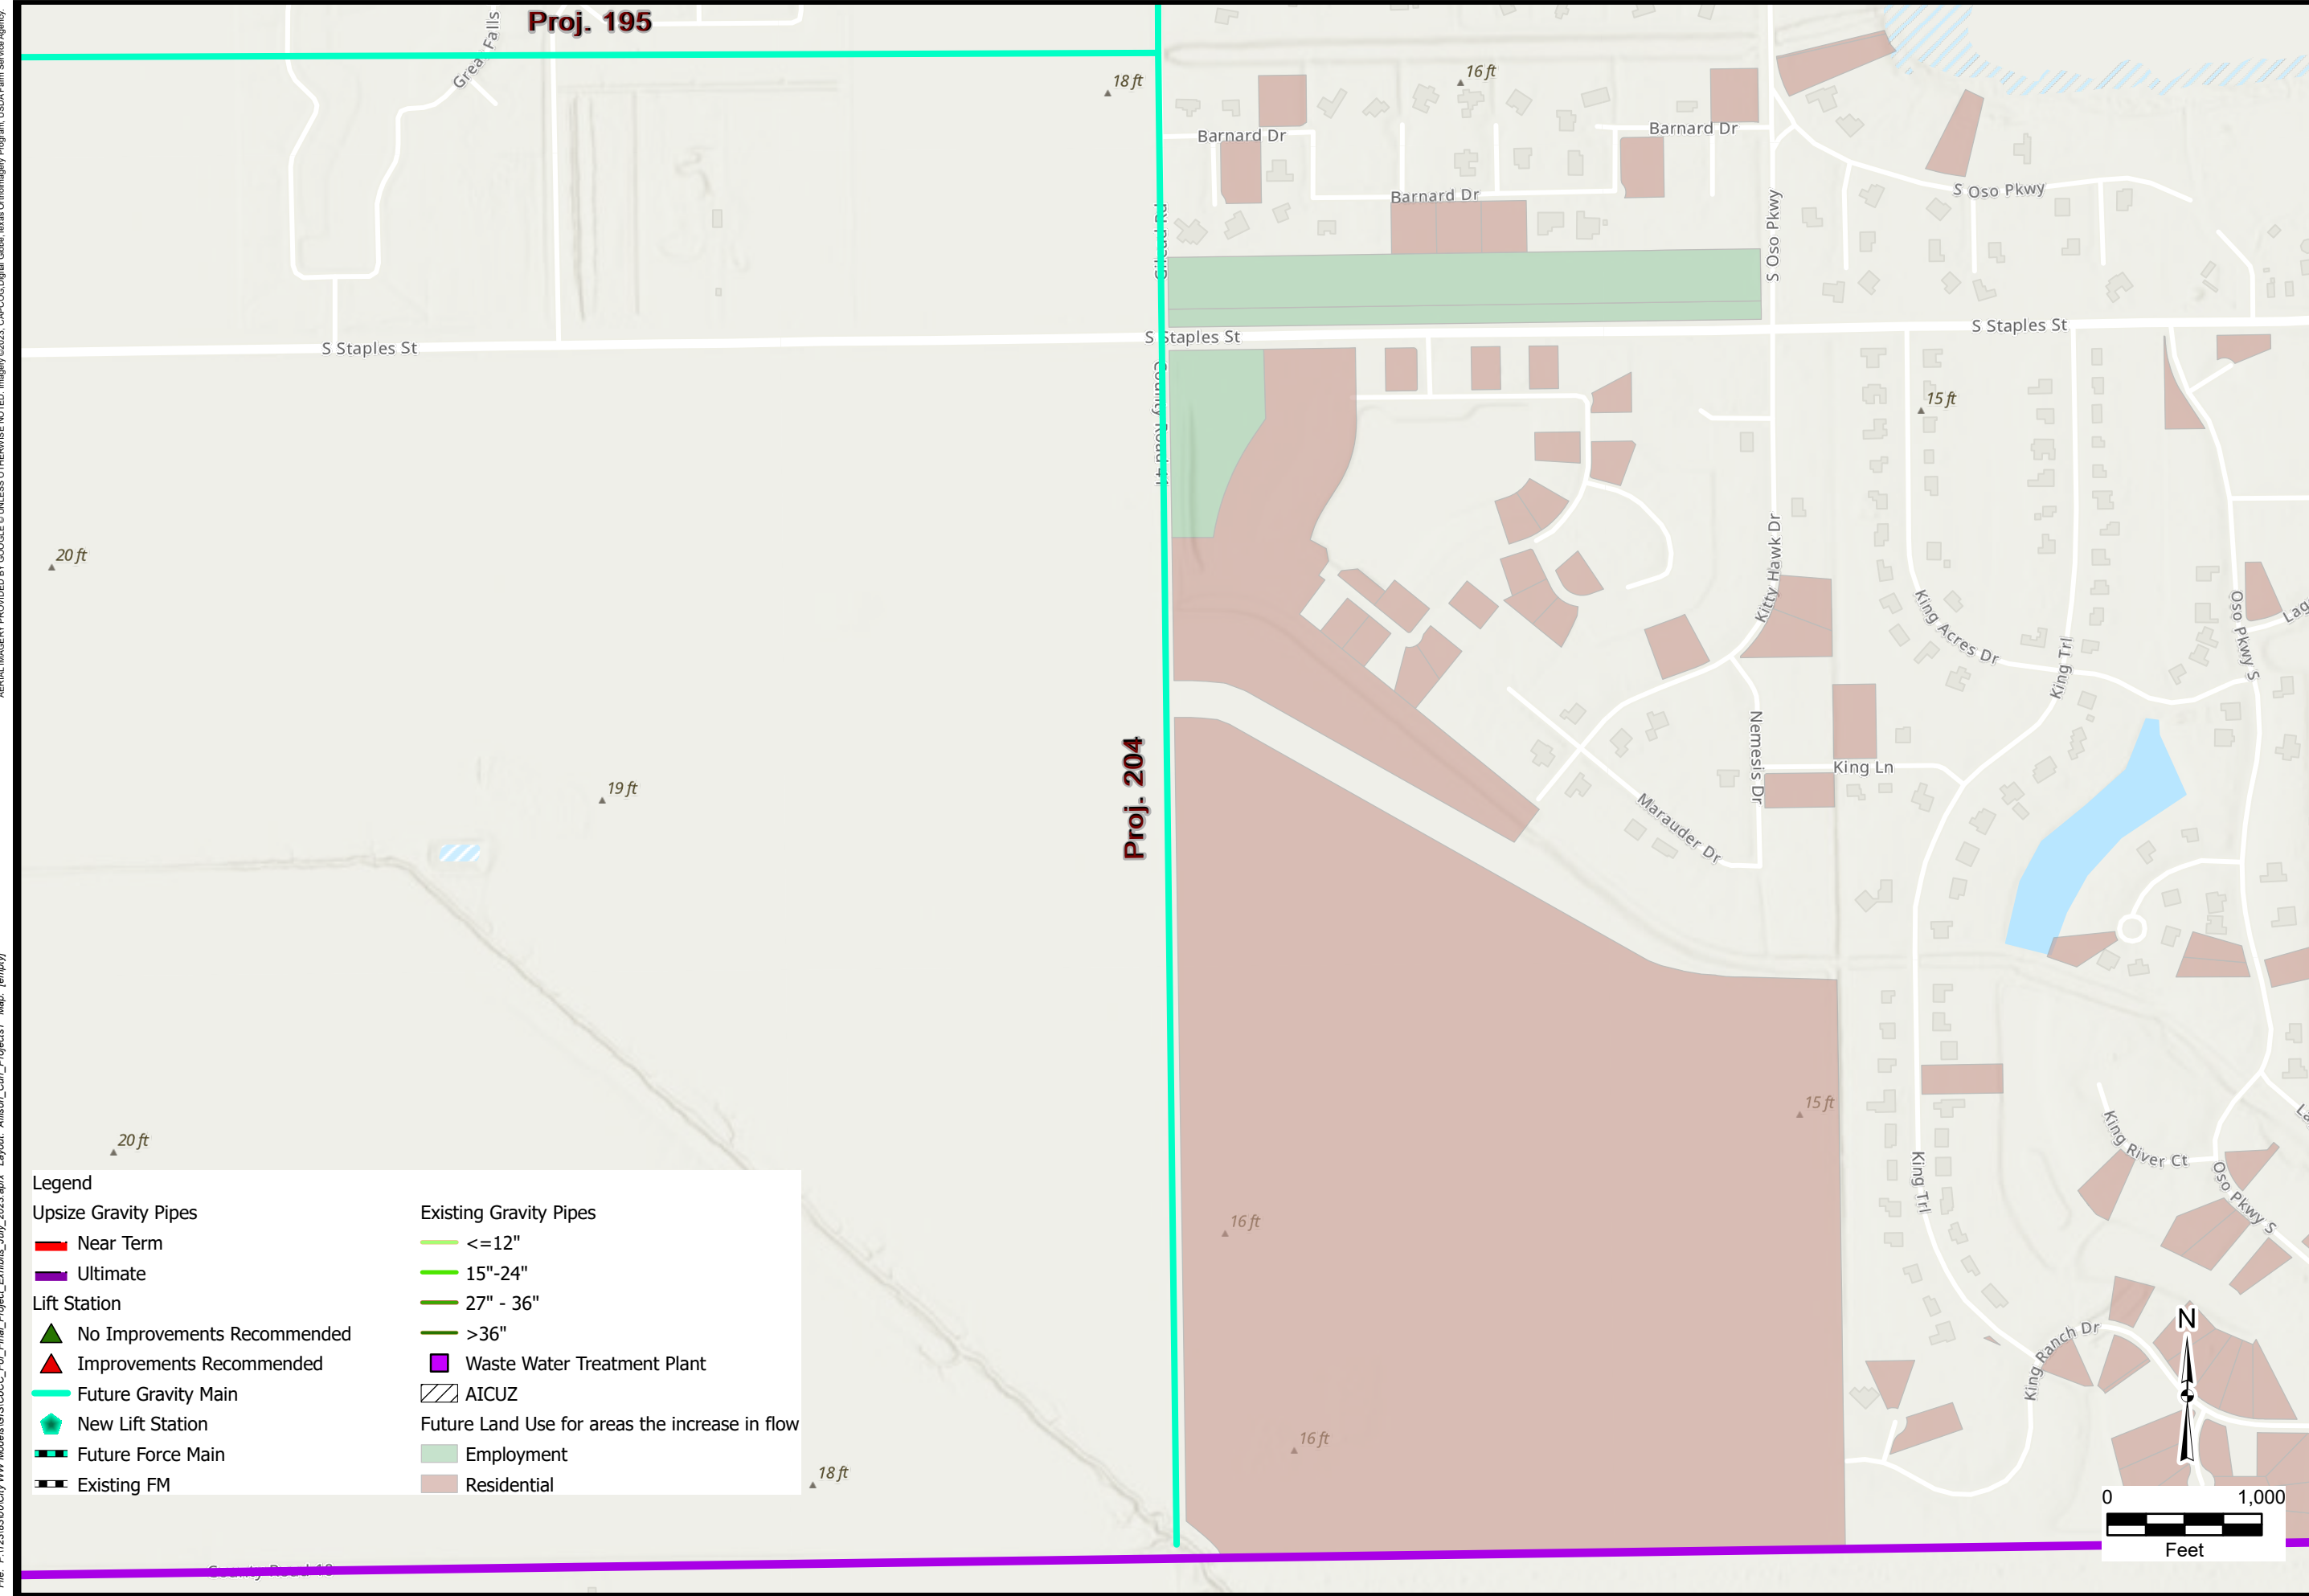 Proj. 195
Great Falls
18 ft
16 ft
Barnard Dr
Barnard Dr
Barnard Dr
S Oso Pkwy
S Oso Pkwy
S Staples St
S Staples St
S Staples St
15 ft
20 ft
Kitty Hawk Dr
King Acres Dr
King Trl
Oso Pkwy S
19 ft
Proj. 204
Nemesis Dr
King Ln
Marauder Dr
15 ft
20 ft
King River Ct
King Trl
Oso Pkwy S
16 ft
King Ranch Dr
16 ft
18 ft
Legend
Upsize Gravity Pipes
Near Term
Ultimate
Lift Station
No Improvements Recommended
Improvements Recommended
Future Gravity Main
New Lift Station
Future Force Main
Existing FM
Existing Gravity Pipes
<=12"
15"-24"
27" - 36"
>36"
Waste Water Treatment Plant
AICUZ
Future Land Use for areas the increase in flow
Employment
Residential
N
0 1,000
Feet